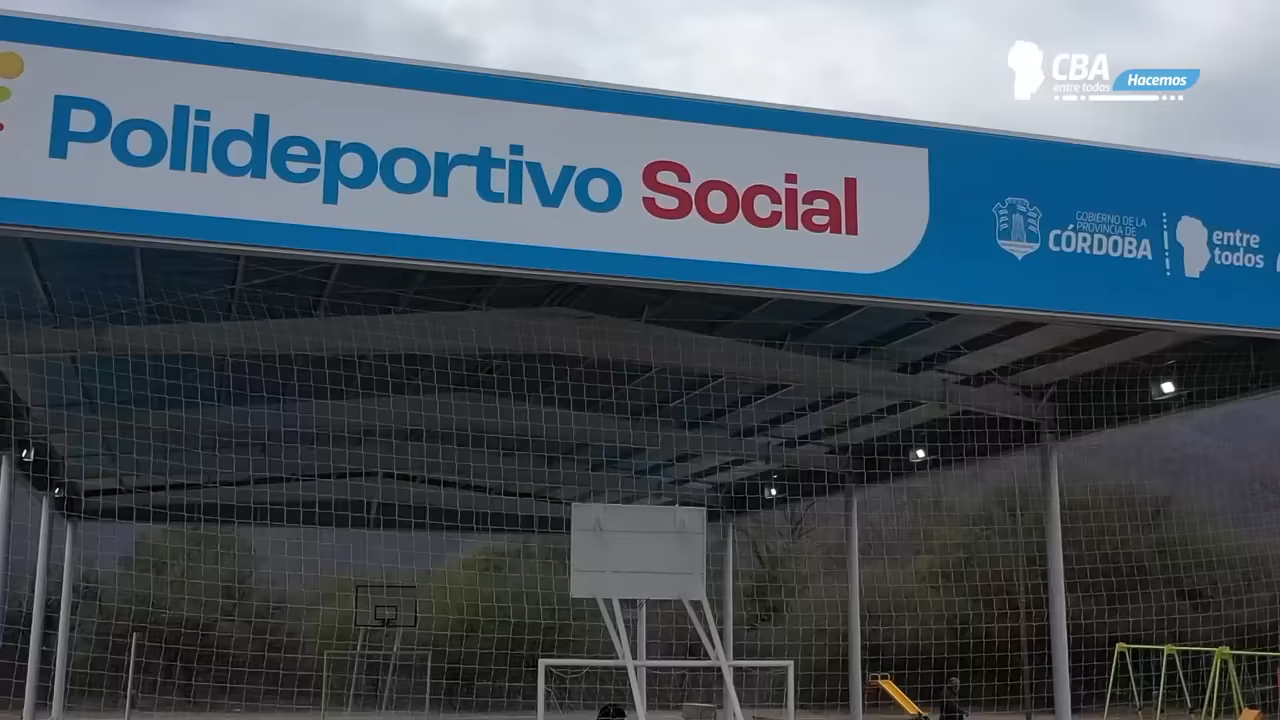 CBA
entre todos
Hacemos
Polideportivo Social
GOBIERNO DE LA
PROVINCIA DE
CÓRDOBA
entre
todos